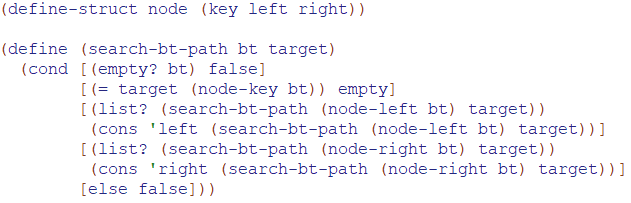 (define-struct node (key left right))
(define (search-bt-path bt target)
  (cond [(empty? bt) false]
        [(= target (node-key bt)) empty]
        [(list? (search-bt-path (node-left bt) target))
         (cons 'left (search-bt-path (node-left bt) target))]
        [(list? (search-bt-path (node-right bt) target))
         (cons 'right (search-bt-path (node-right bt) target))]
        [else false]))